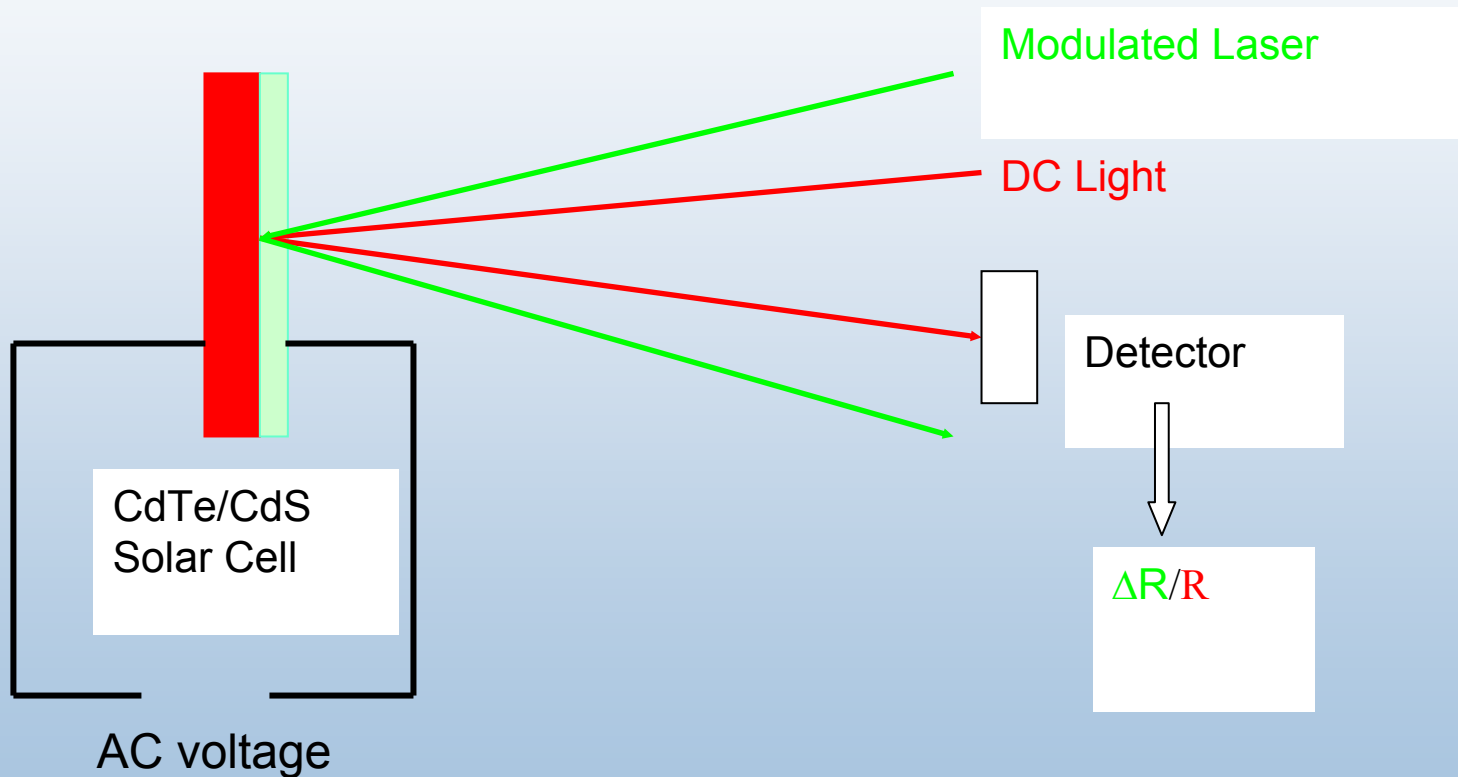 Modulated Laser
DC Light
Detector
CdTe/CdS
Solar Cell
ΔR/R
AC voltage